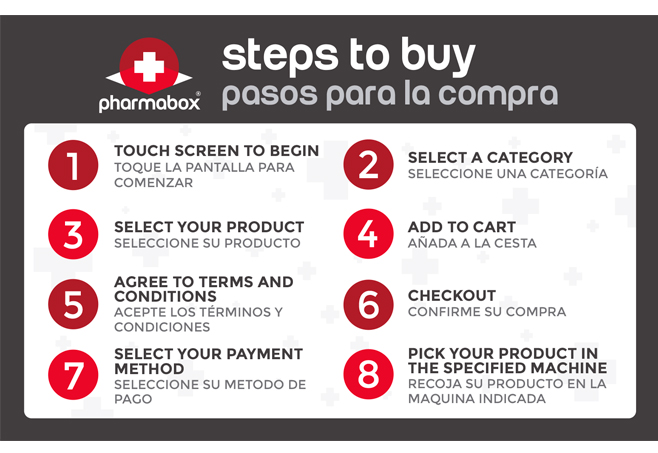 steps to buy
pasos para la compra
pharmabox®
1
TOUCH SCREEN TO BEGIN
TOQUE LA PANTALLA PARA
COMENZAR
2
SELECT A CATEGORY
SELECCIONE UNA CATEGORÍA
3
SELECT YOUR PRODUCT
SELECCIONE SU PRODUCTO
4
ADD TO CART
AÑADA A LA CESTA
5
AGREE TO TERMS AND
CONDITIONS
ACEPTE LOS TÉRMINOS Y
CONDICIONES
6
CHECKOUT
CONFIRME SU COMPRA
7
SELECT YOUR PAYMENT
METHOD
SELECCIONE SU METODO DE
PAGO
8
PICK YOUR PRODUCT IN
THE SPECIFIED MACHINE
RECOJA SU PRODUCTO EN LA
MAQUINA INDICADA